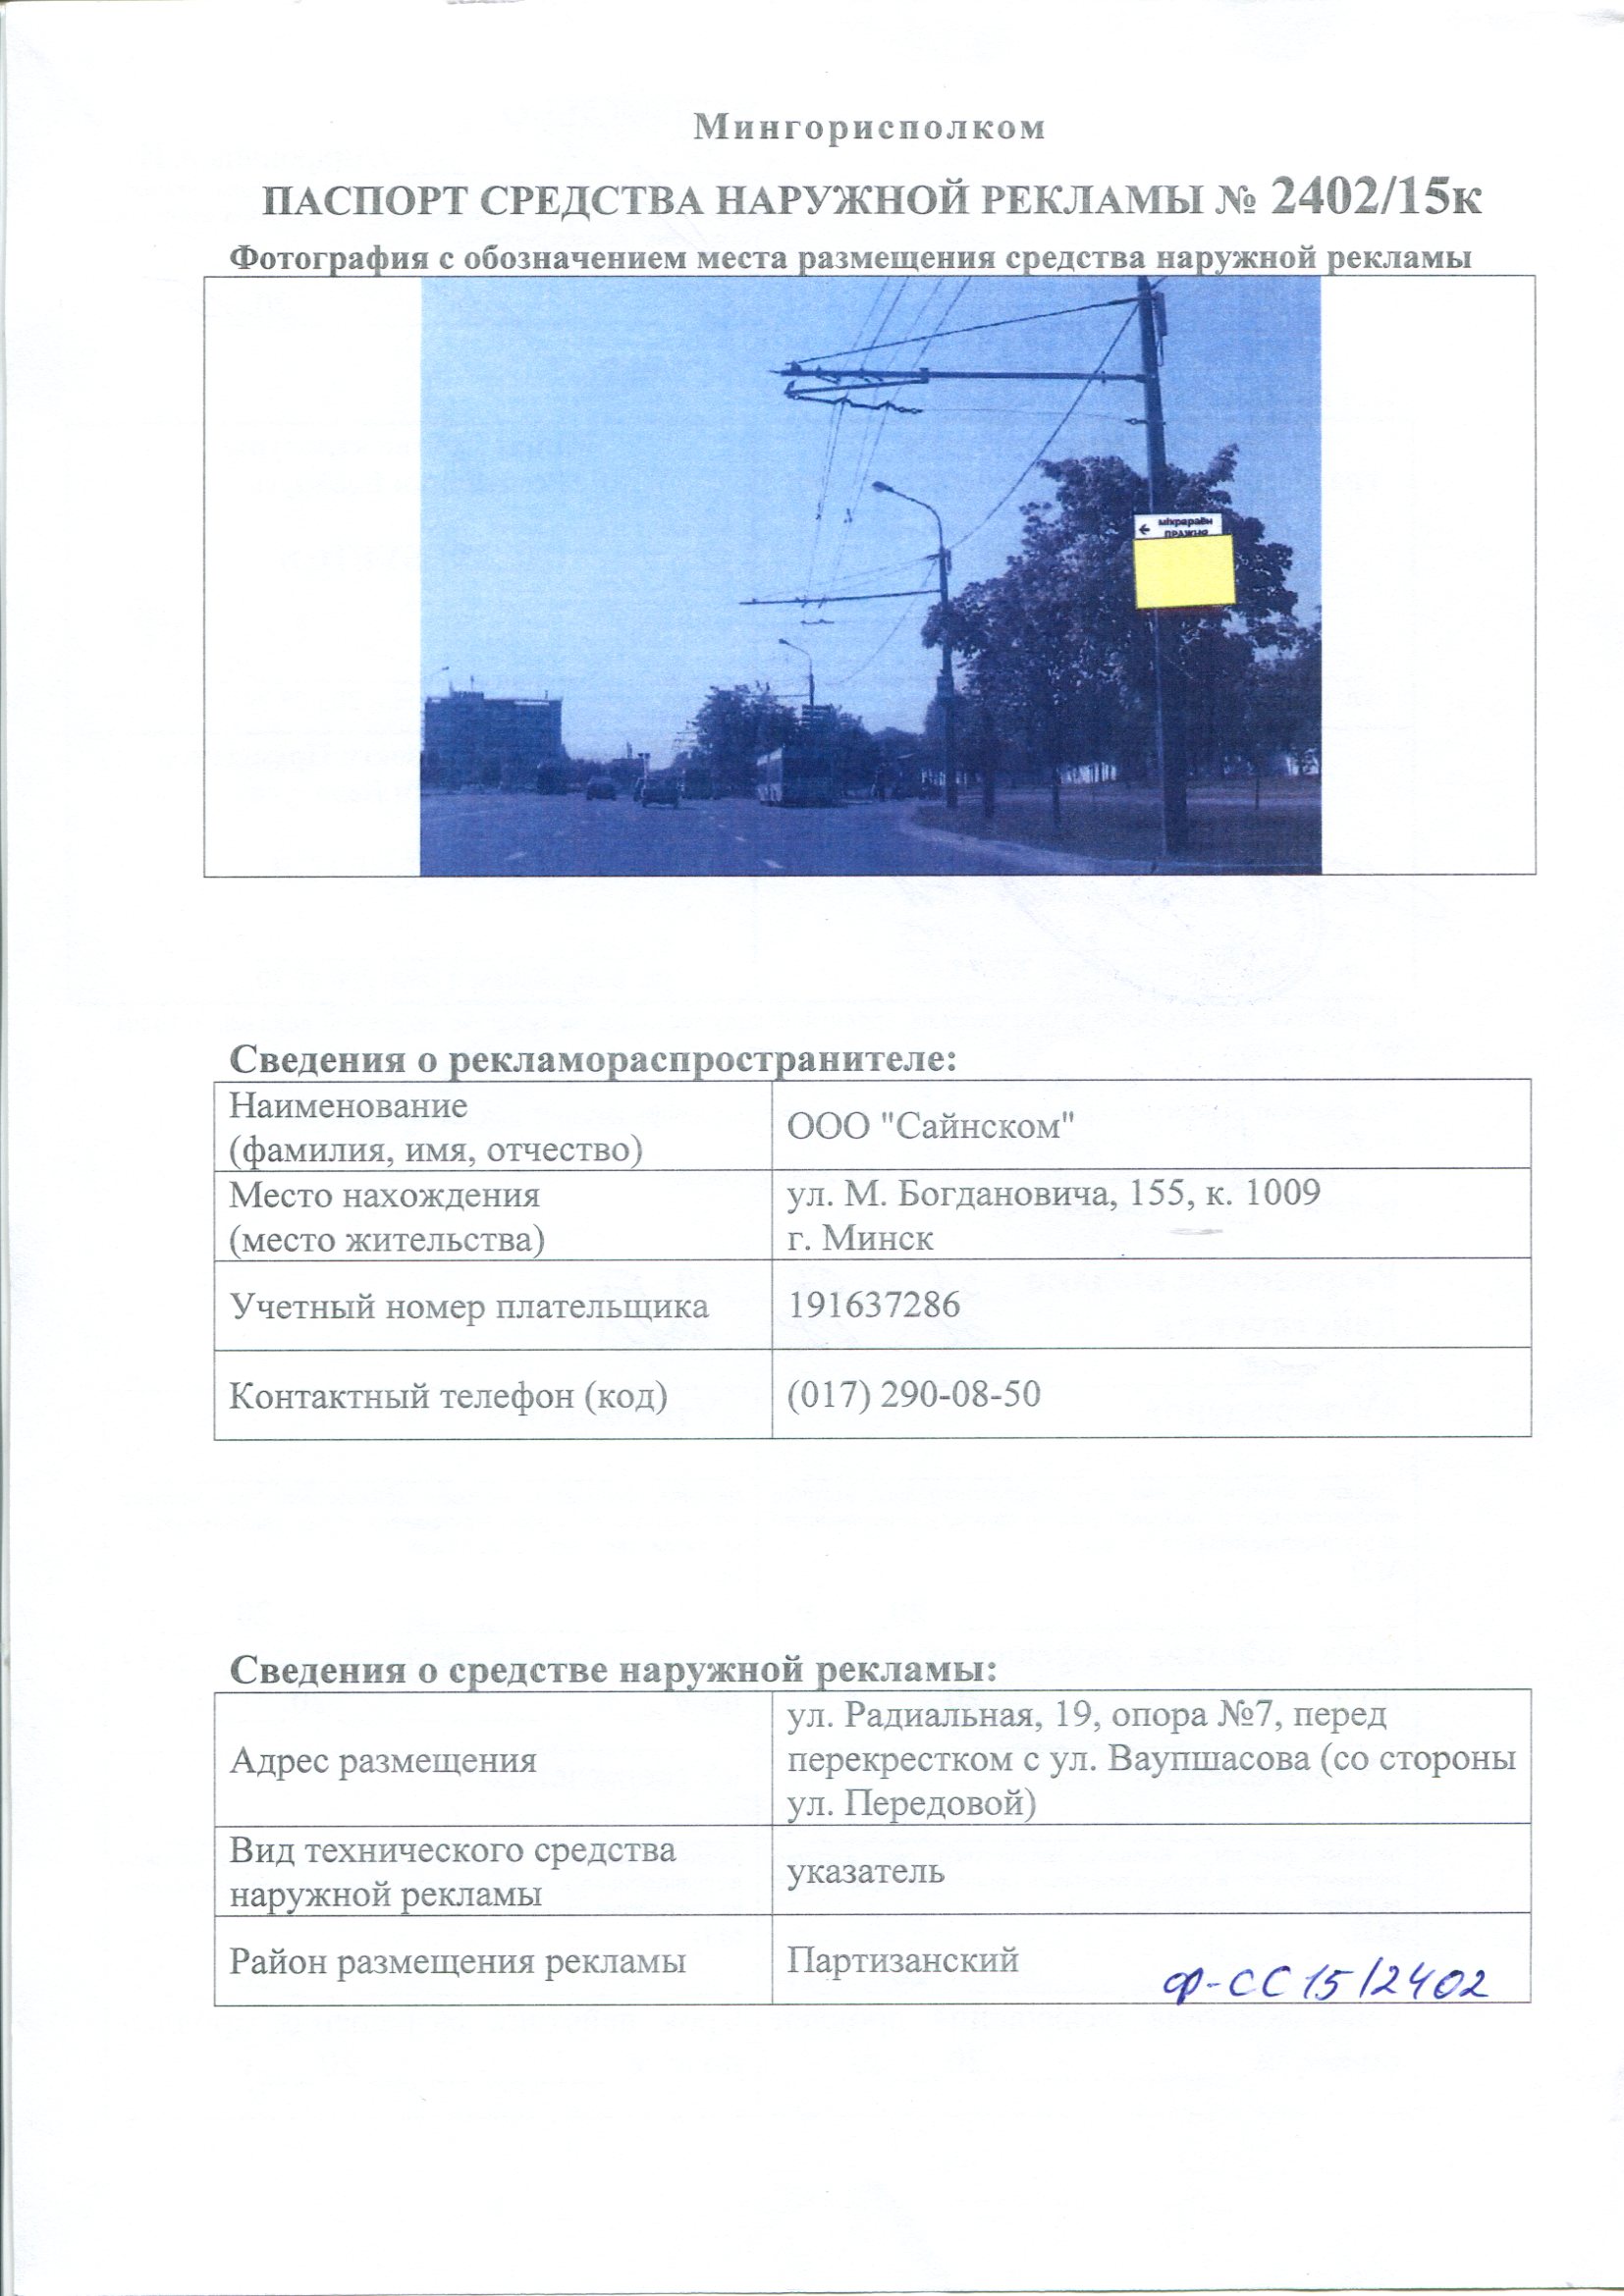 Мингорисполком
ПАСПОРТ СРЕДСТВА НАРУЖНОЙ РЕКЛАМЫ № 2402/15к
Фотография с обозначением места размещения средства наружной рекламы
← мікрараён
Сведения о рекламораспространителе:
Наименование
(фамилия, имя, отчество)
ООО "Сайнском"
Место нахождения
(место жительства)
ул. М. Богдановича, 155, к. 1009
г. Минск
Учетный номер плательщика
191637286
Контактный телефон (код)
(017) 290-08-50
Сведения о средстве наружной рекламы:
Адрес размещения
ул. Радиальная, 19, опора №7, перед
перекрестком с ул. Ваупшасова (со стороны
ул. Передовой)
Вид технического средства
наружной рекламы
указатель
Район размещения рекламы
Партизанский
ф-СС 15/2402